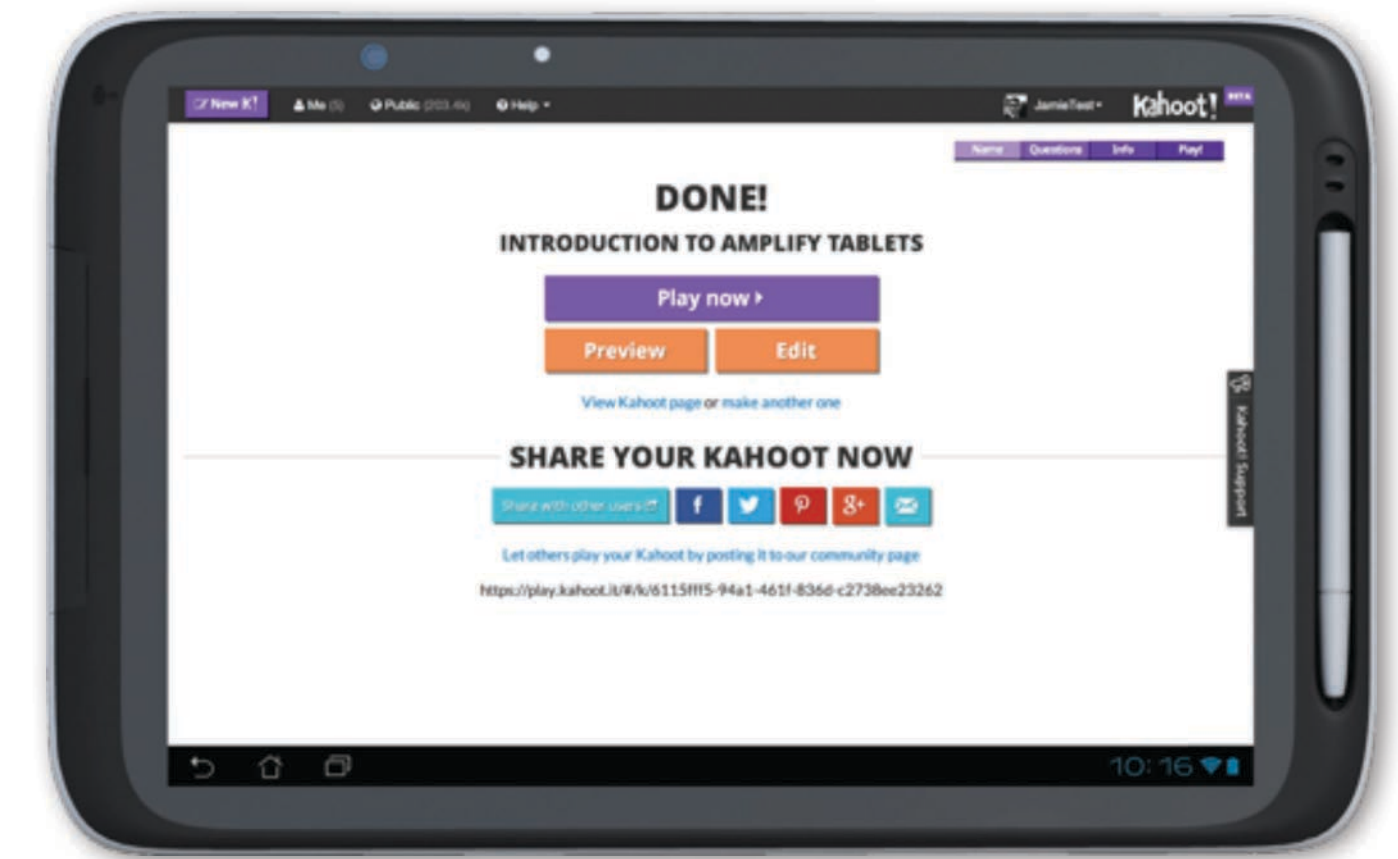 New K!
Me (5)
Public (203.4k)
Help
JamieTest
Kahoot!
BETA
Name Questions Info Play!
DONE!
INTRODUCTION TO AMPLIFY TABLETS
Play now
Preview
Edit
View Kahoot page or make another one
SHARE YOUR KAHOOT NOW
Share with other users
f
g+
Let others play your Kahoot by posting it to our community page
https://play.kahoot.it/#/k/6115fff5-94a1-461f-836d-c2738ee23262
Kahoot! Support
10:16